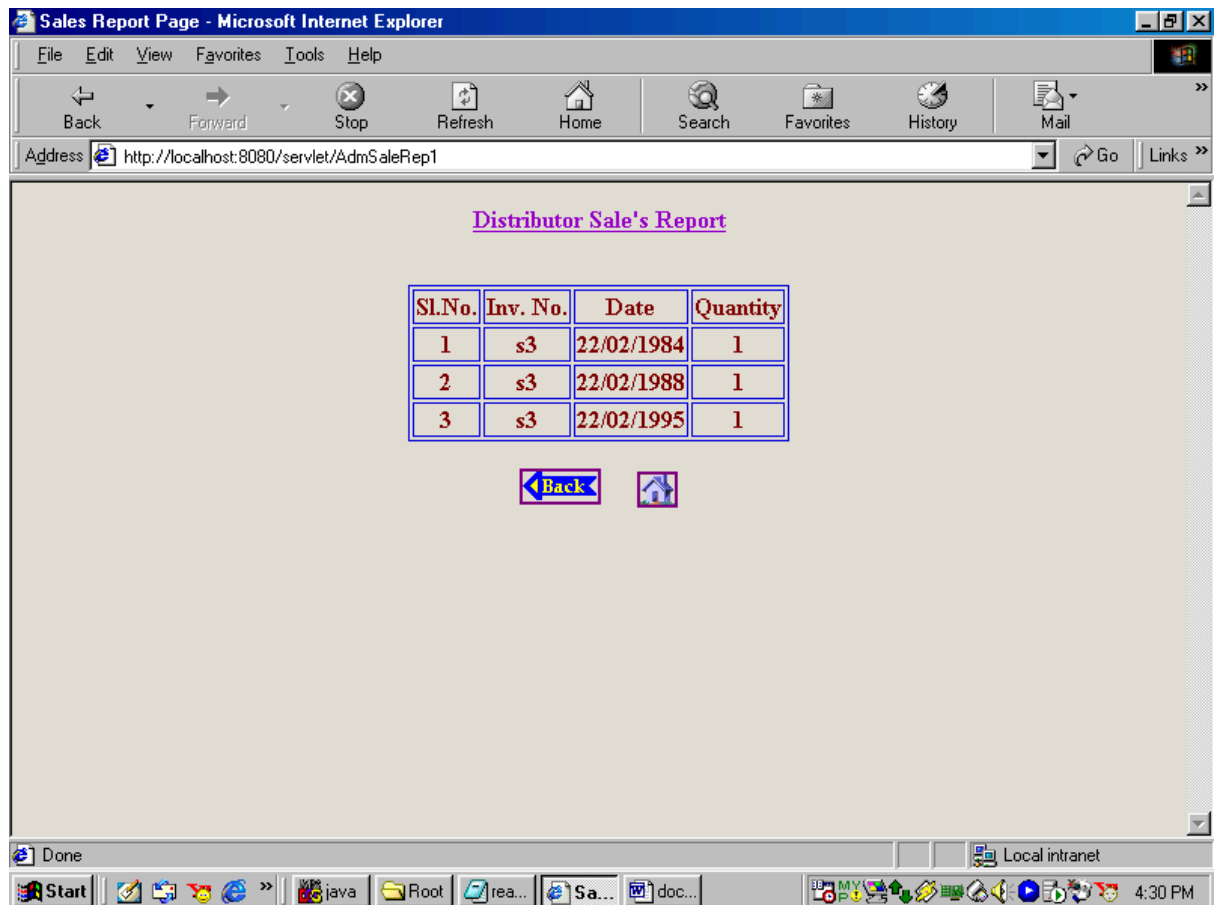 Sales Report Page - Microsoft Internet Explorer
File Edit View Favorites Tools Help
Back Forward Stop Refresh Home Search Favorites History Mail »
Address http://localhost:8080/servlet/AdmSaleRep1 Go Links »
Distributor Sale's Report
Sl.No. Inv. No. Date Quantity
1 s3 22/02/1984 1
2 s3 22/02/1988 1
3 s3 22/02/1995 1
Back
Done Local intranet
Start » java Root rea... Sa... doc... 4:30 PM